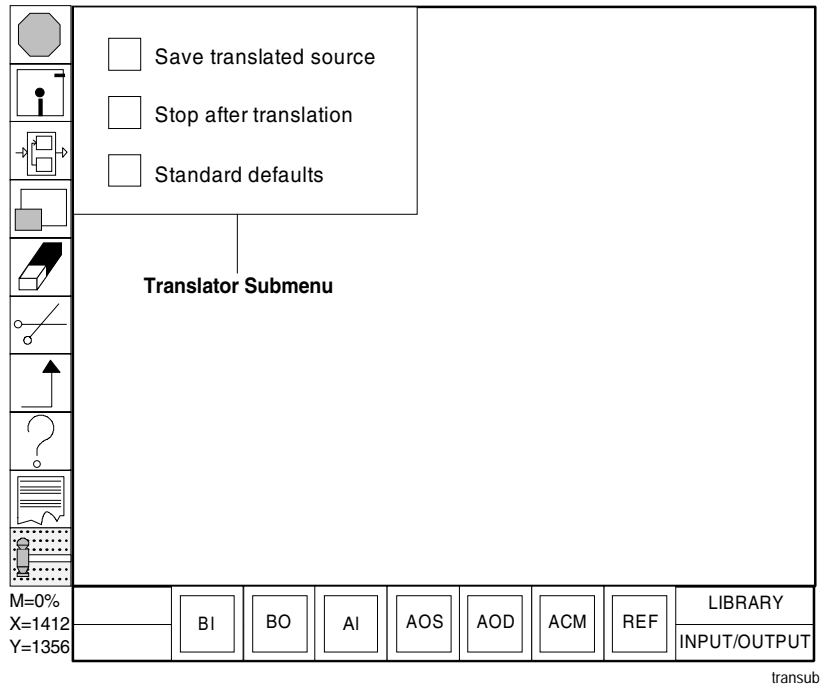 Save translated source
Stop after translation
Standard defaults
Translator Submenu
M=0%
X=1412
Y=1356
BI
BO
AI
AOS
AOD
ACM
REF
LIBRARY
INPUT/OUTPUT
transub